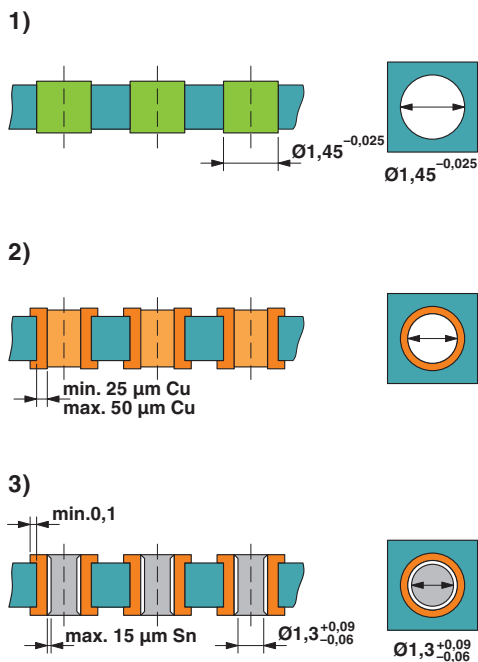 1)
Ø1,45 -0,025
Ø1,45 -0,025
2)
min. 25 µm Cu
max. 50 µm Cu
3)
min.0,1
max. 15 µm Sn
Ø1,3 +0,09 -0,06
Ø1,3 +0,09 -0,06